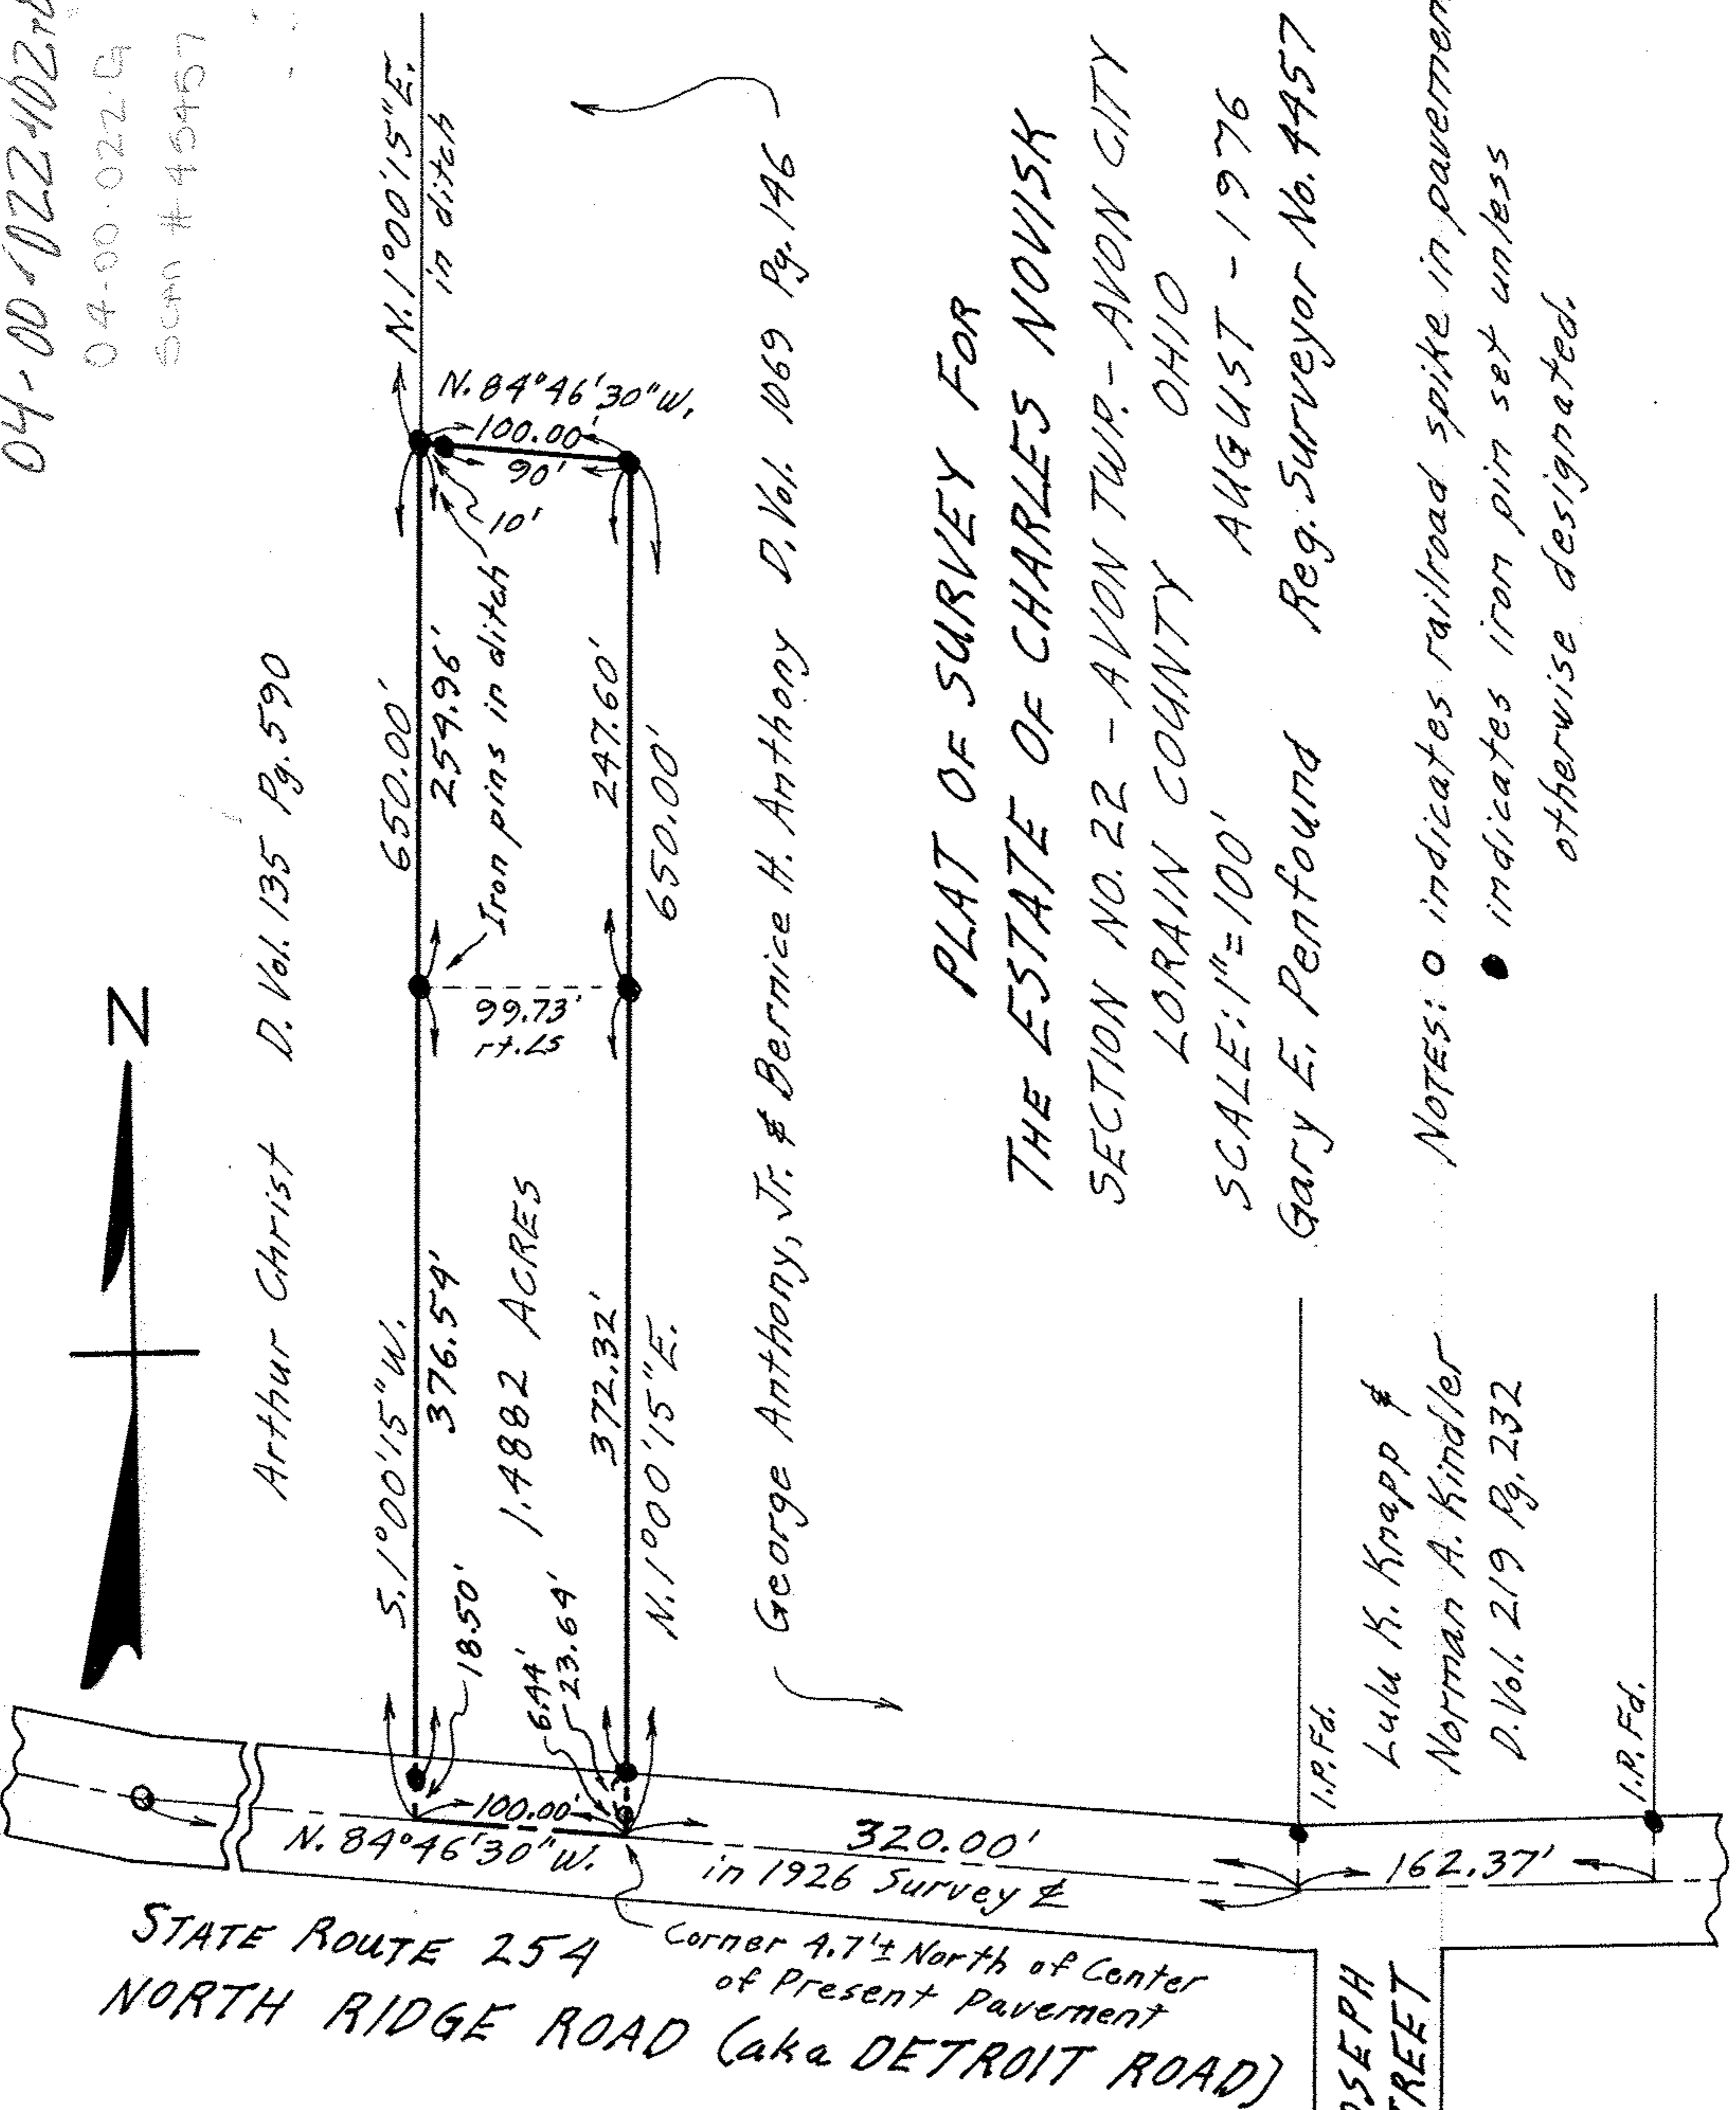 04-00-022-102
04-00-022-
Scan # 45457
N
Arthur Christ D. Vol. 135 Pg. 590
S. 1°00'15" W.
650.00'
N. 1°00'15" E.
in ditch
18.50'
376.54'
254.96'
Iron pins in ditch
10'
N. 84°46'30" W.
100.00'
90'
99.73'
rt.∠s
1.4882 ACRES
6.44'
23.64'
372.32'
247.60'
N. 1°00'15" E.
650.00'
George Anthony, Jr. & Bernice H. Anthony D. Vol. 1069 Pg. 146
PLAT OF SURVEY FOR
THE ESTATE OF CHARLES NOVISK
SECTION NO. 22 - AVON TWP. - AVON CITY
LORAIN COUNTY OHIO
SCALE: 1"=100' AUGUST - 1976
Gary E. Penfound Reg. Surveyor No. 4457
NOTES: o indicates railroad spike in pavement
● indicates iron pin set unless
otherwise designated.
100.00'
N. 84°46'30" W.
320.00'
in 1926 Survey ℄
162.37'
I.P. Fd.
Lulu K. Knapp &
Norman A. Kindler
D. Vol. 219 Pg. 232
I.P. Fd.
Corner 4.7'± North of Center
of Present Pavement
STATE ROUTE 254
NORTH RIDGE ROAD (aka DETROIT ROAD)
OSEPH
TREET